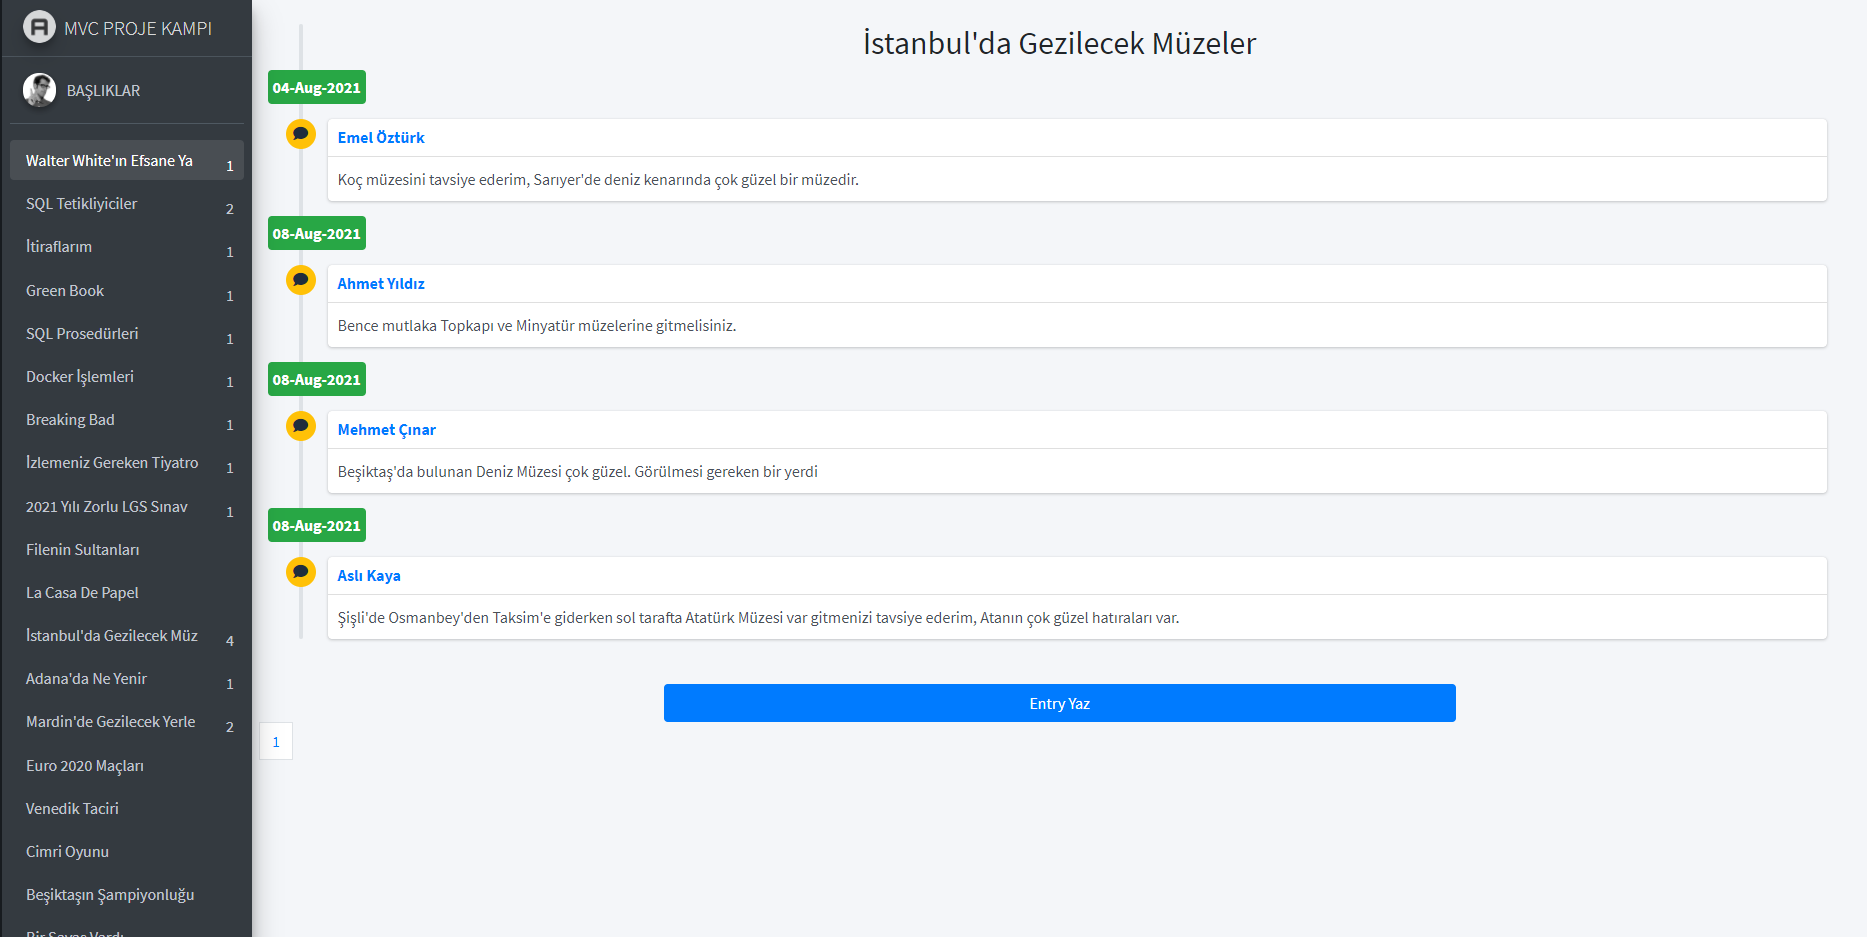 MVC PROJE KAMPI
BAŞLIKLAR
Walter White'ın Efsane Ya 1
SQL Tetikliyiciler 2
İtiraflarım 1
Green Book 1
SQL Prosedürleri 1
Docker İşlemleri 1
Breaking Bad 1
İzlemeniz Gereken Tiyatro 1
2021 Yılı Zorlu LGS Sınav 1
Filenin Sultanları
La Casa De Papel
İstanbul'da Gezilecek Müz 4
Adana'da Ne Yenir 1
Mardin'de Gezilecek Yerle 2
Euro 2020 Maçları
Venedik Taciri
Cimri Oyunu
Beşiktaşın Şampiyonluğu
İstanbul'da Gezilecek Müzeler
04-Aug-2021
Emel Öztürk
Koç müzesini tavsiye ederim, Sarıyer'de deniz kenarında çok güzel bir müzedir.
08-Aug-2021
Ahmet Yıldız
Bence mutlaka Topkapı ve Minyatür müzelerine gitmelisiniz.
08-Aug-2021
Mehmet Çınar
Beşiktaş'da bulunan Deniz Müzesi çok güzel. Görülmesi gereken bir yerdi
08-Aug-2021
Aslı Kaya
Şişli'de Osmanbey'den Taksim'e giderken sol tarafta Atatürk Müzesi var gitmenizi tavsiye ederim, Atanın çok güzel hatıraları var.
Entry Yaz
1